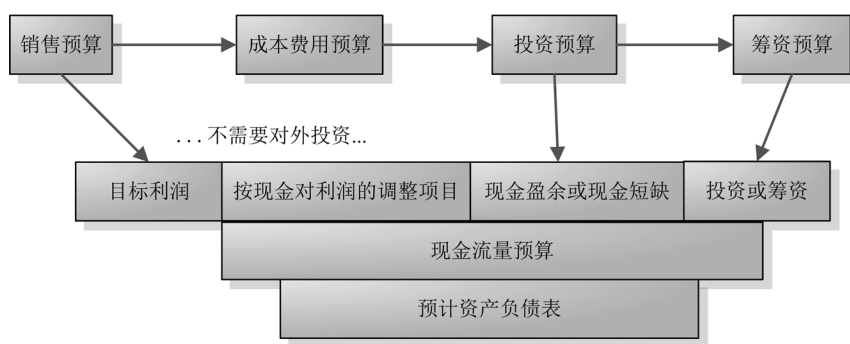 销售预算 成本费用预算 投资预算 筹资预算
...不需要对外投资...
目标利润 按现金对利润的调整项目 现金盈余或现金短缺 投资或筹资
现金流量预算
预计资产负债表